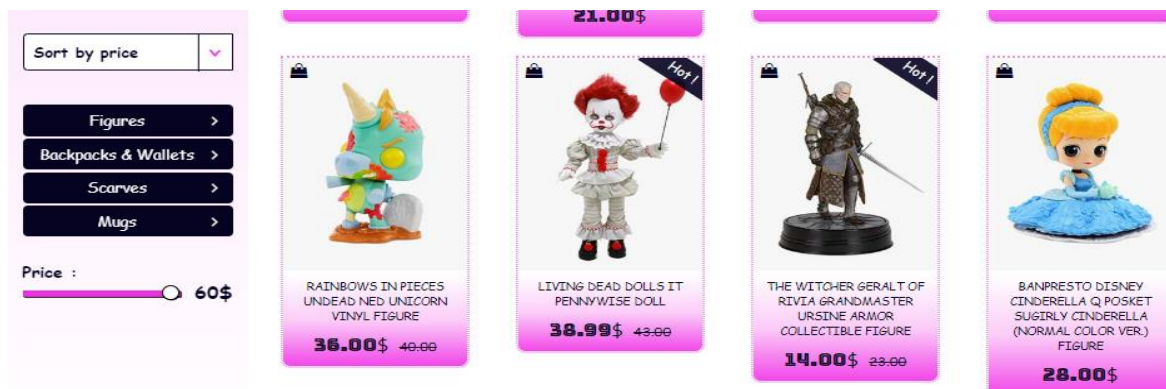 Sort by price
Figures >
Backpacks & Wallets >
Scarves >
Mugs >
Price :
60$
21.00$
RAINBOWS IN PIECES
UNDEAD NED UNICORN
VINYL FIGURE
36.00$ 40.00
Hot !
LIVING DEAD DOLLS IT
PENNYWISE DOLL
38.99$ 43.00
Hot !
THE WITCHER GERALT OF
RIVIA GRANDMASTER
URSINE ARMOR
COLLECTIBLE FIGURE
14.00$ 23.00
BANPRESTO DISNEY
CINDERELLA Q POSKET
SUGIRLY CINDERELLA
(NORMAL COLOR VER.)
FIGURE
28.00$